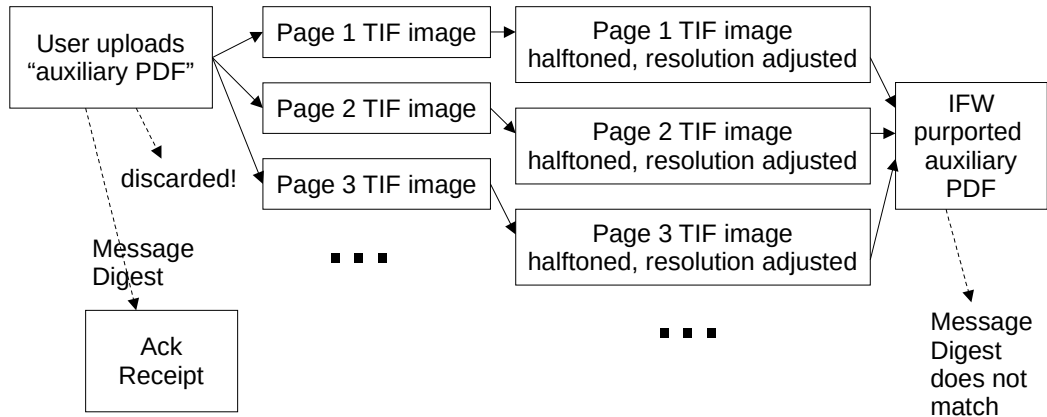 User uploads
“auxiliary PDF”
Page 1 TIF image
Page 1 TIF image
halftoned, resolution adjusted
Page 2 TIF image
Page 2 TIF image
halftoned, resolution adjusted
IFW
purported
auxiliary
PDF
discarded!
Page 3 TIF image
Page 3 TIF image
halftoned, resolution adjusted
Message
Digest
Ack
Receipt
Message
Digest
does not
match